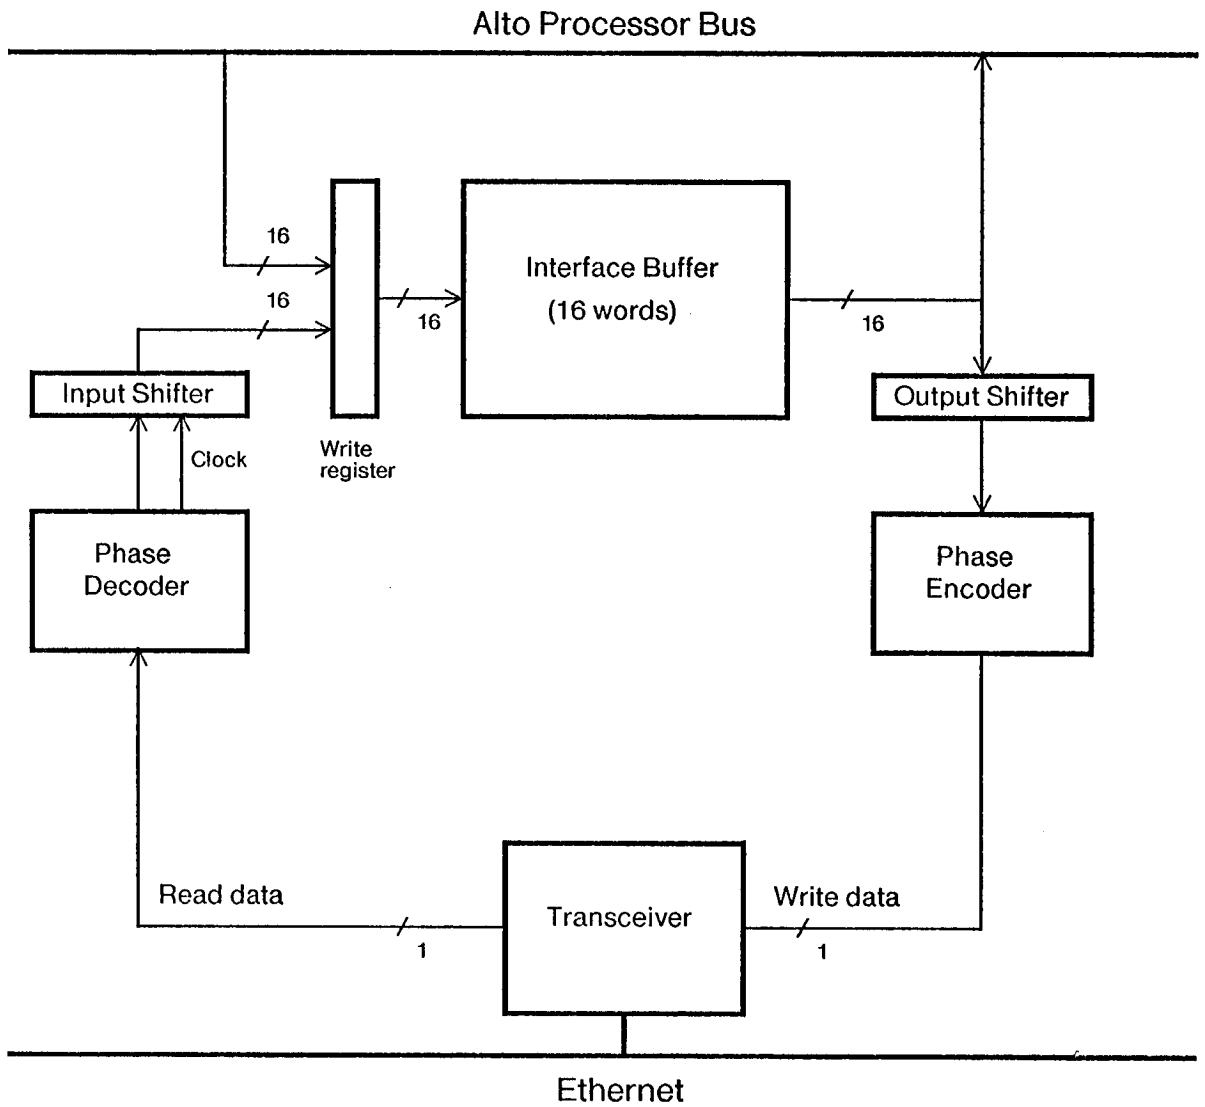 Alto Processor Bus
16
16
16
Interface Buffer
(16 words)
16
Input Shifter
Output Shifter
Clock
Write
register
Phase
Decoder
Phase
Encoder
Read data
1
Transceiver
Write data
1
Ethernet